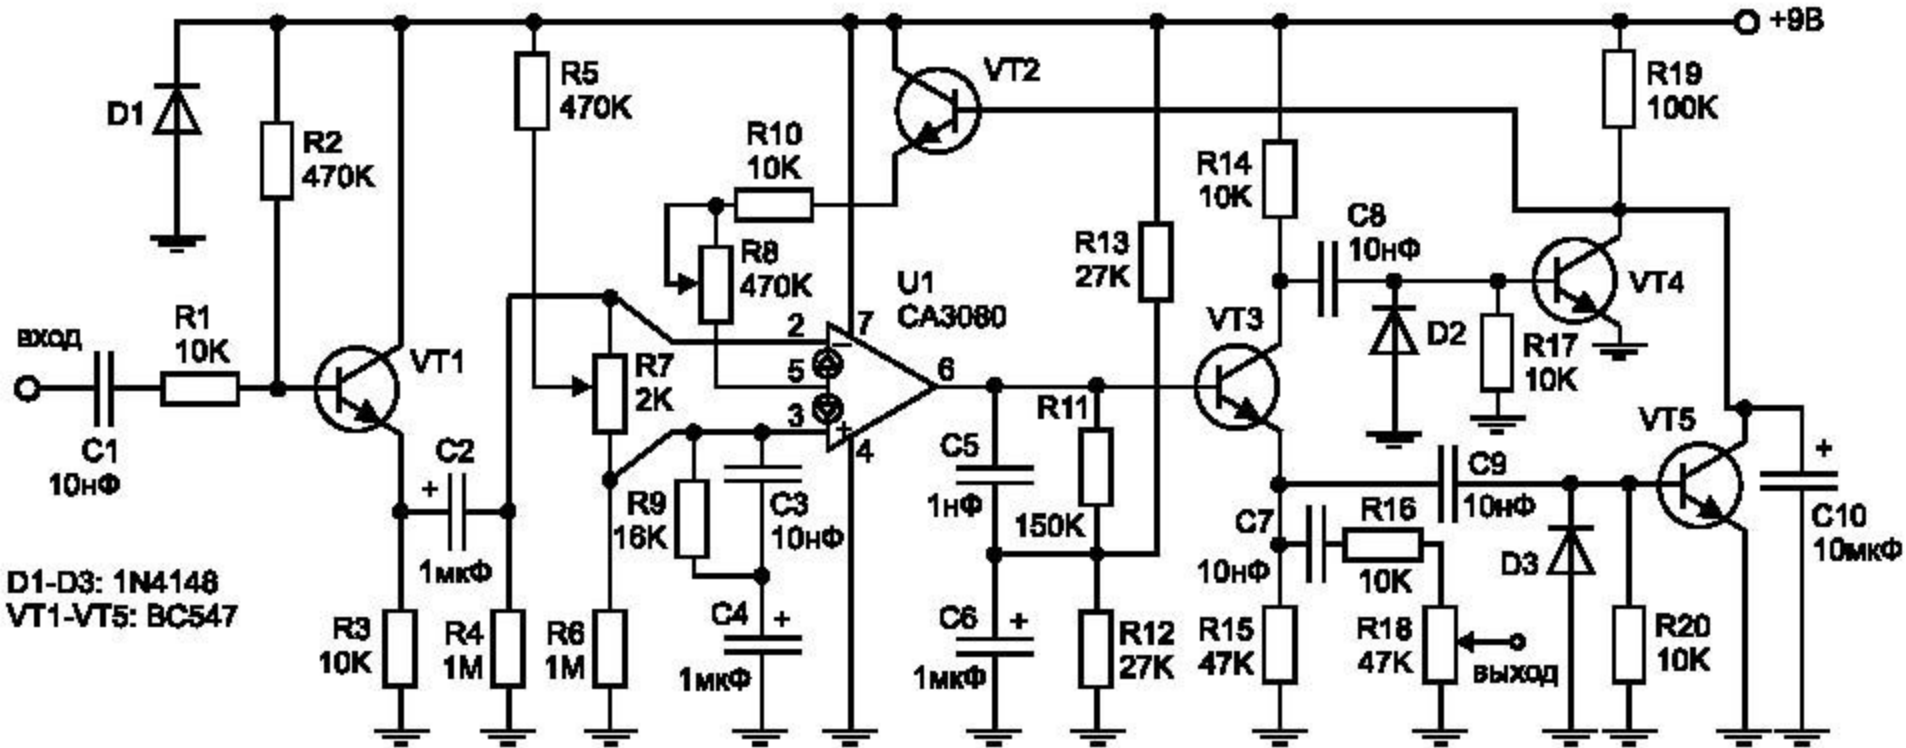 +9В
D1
R2
470K
R5
470K
VT2
R10
10K
R19
100K
R14
10K
C8
10нФ
R13
27K
R8
470K
U1
CA3080
VT4
вход
R1
10K
VT1
R7
2K
2
7
5
3
4
6
VT3
D2
R17
10K
R11
150K
C1
10нФ
C2
+
1мкФ
R9
16K
C3
10нФ
C5
1нФ
C7
10нФ
R16
10K
C9
10нФ
D3
VT5
+
C10
10мкФ
D1-D3: 1N4148
VT1-VT5: BC547
R3
10K
R4
1M
R6
1M
C4
+
1мкФ
C6
+
1мкФ
R12
27K
R15
47K
R18
47K
выход
R20
10K